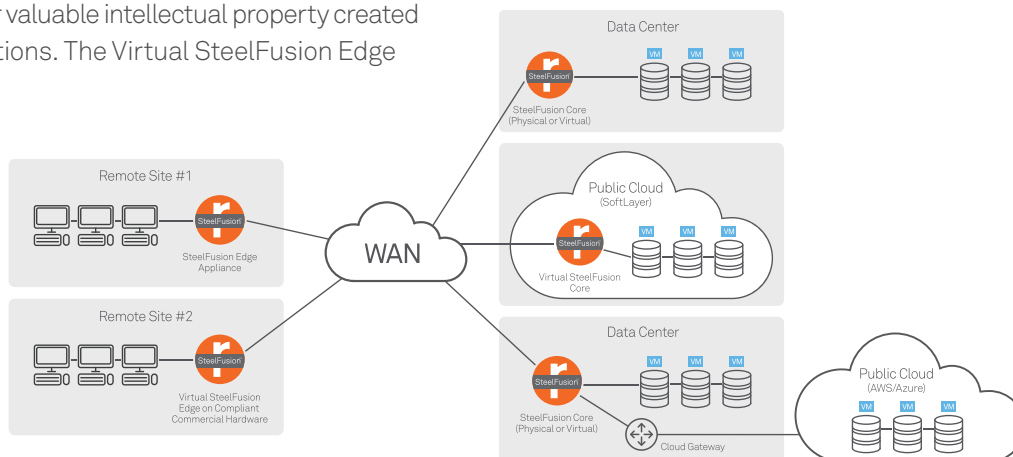 r valuable intellectual property created
tions. The Virtual SteelFusion Edge
Remote Site #1
SteelFusion
SteelFusion Edge
Appliance
Remote Site #2
SteelFusion
Virtual SteelFusion
Edge on Compliant
Commercial Hardware
WAN
Data Center
VM VM VM
SteelFusion
SteelFusion Core
(Physical or Virtual)
Public Cloud
(SoftLayer)
VM VM VM
SteelFusion
Virtual SteelFusion
Core
Data Center
VM VM VM
SteelFusion
SteelFusion Core
(Physical or Virtual)
Cloud Gateway
Public Cloud
(AWS/Azure)
VM VM VM